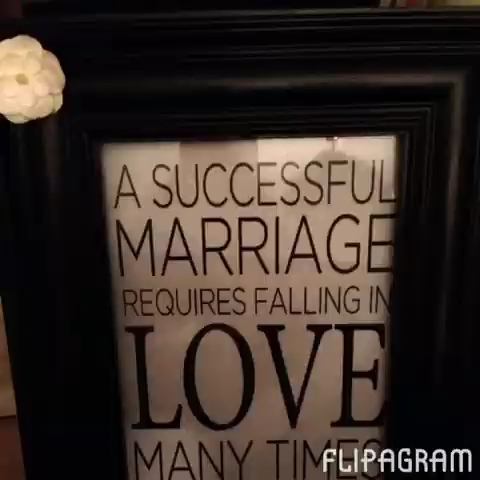 A SUCCESSFUL
MARRIAGE
REQUIRES FALLING IN
LOVE
MANY TIMES
FLIPAGRAM